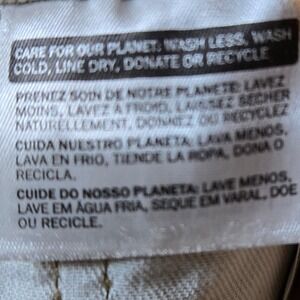 CARE FOR OUR PLANET: WASH LESS, WASH
COLD, LINE DRY, DONATE OR RECYCLE
PRENEZ SOIN DE NOTRE PLANETE: LAVEZ
MOINS, LAVEZ A FROID, LAISSEZ SECHER
NATURELLEMENT, DONNEZ OU RECYCLEZ
CUIDA NUESTRO PLANETA: LAVA MENOS,
LAVA EN FRIO, TIENDE LA ROPA, DONA O
RECICLA.
CUIDE DO NOSSO PLANETA: LAVE MENOS,
LAVE EM ÁGUA FRIA, SEQUE EM VARAL, DOE
OU RECICLE.